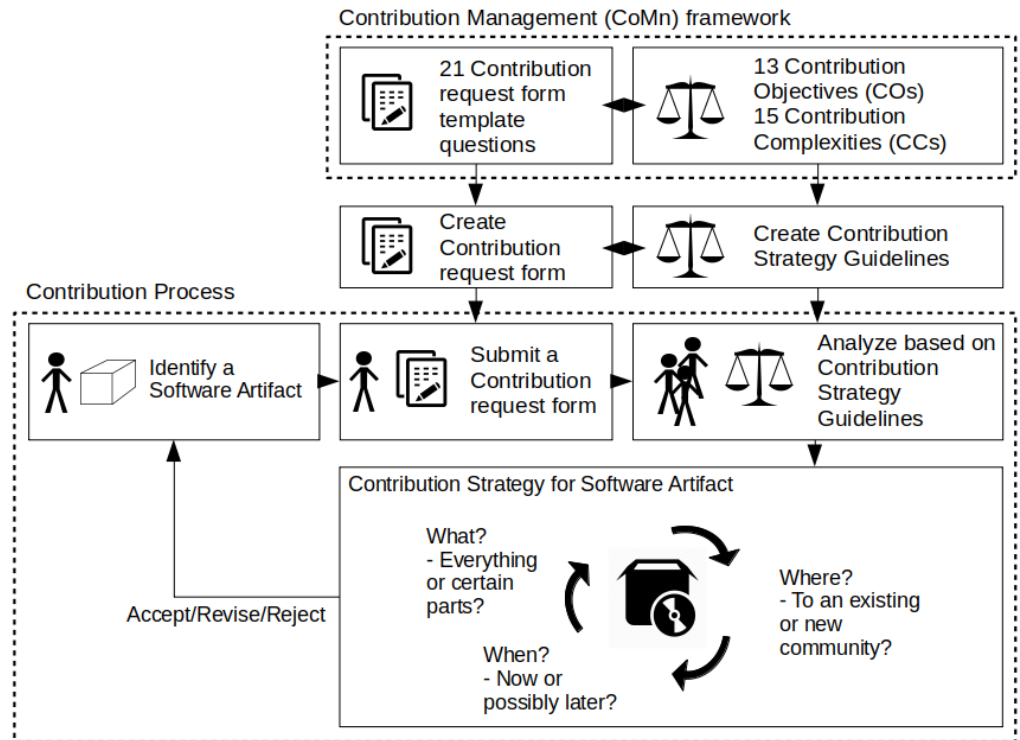 Contribution Management (CoMn) framework
21 Contribution
request form
template
questions
13 Contribution
Objectives (COs)
15 Contribution
Complexities (CCs)
Create
Contribution
request form
Create Contribution
Strategy Guidelines
Contribution Process
Identify a
Software Artifact
Submit a
Contribution
request form
Analyze based on
Contribution
Strategy
Guidelines
Contribution Strategy for Software Artifact
What?
- Everything
or certain
parts?
Where?
- To an existing
or new
community?
When?
- Now or
possibly later?
Accept/Revise/Reject